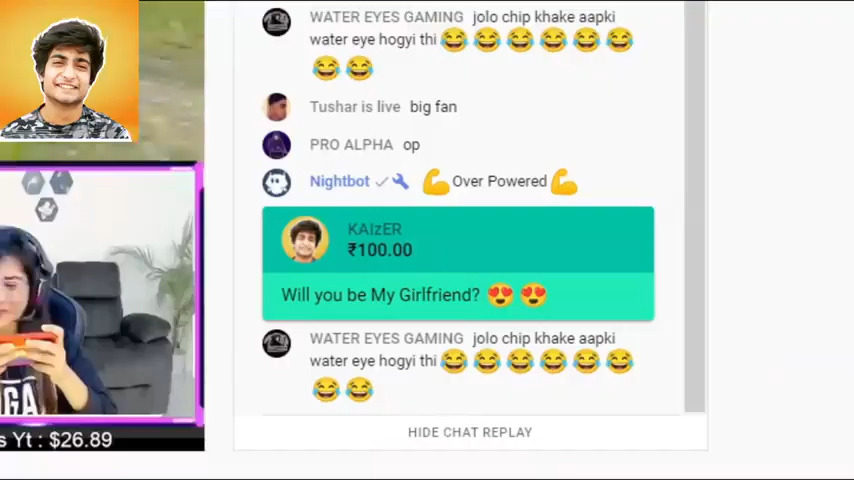 WATER EYES GAMING jolo chip khake aapki
water eye hogyi thi 😂😂😂😂😂😂
😂😂
Tushar is live big fan
PRO ALPHA op
Nightbot 💪Over Powered💪
KAIzER
₹100.00
Will you be My Girlfriend? 😍😍
WATER EYES GAMING jolo chip khake aapki
water eye hogyi thi 😂😂😂😂😂😂
😂😂
HIDE CHAT REPLAY
GA
s Yt : $26.89